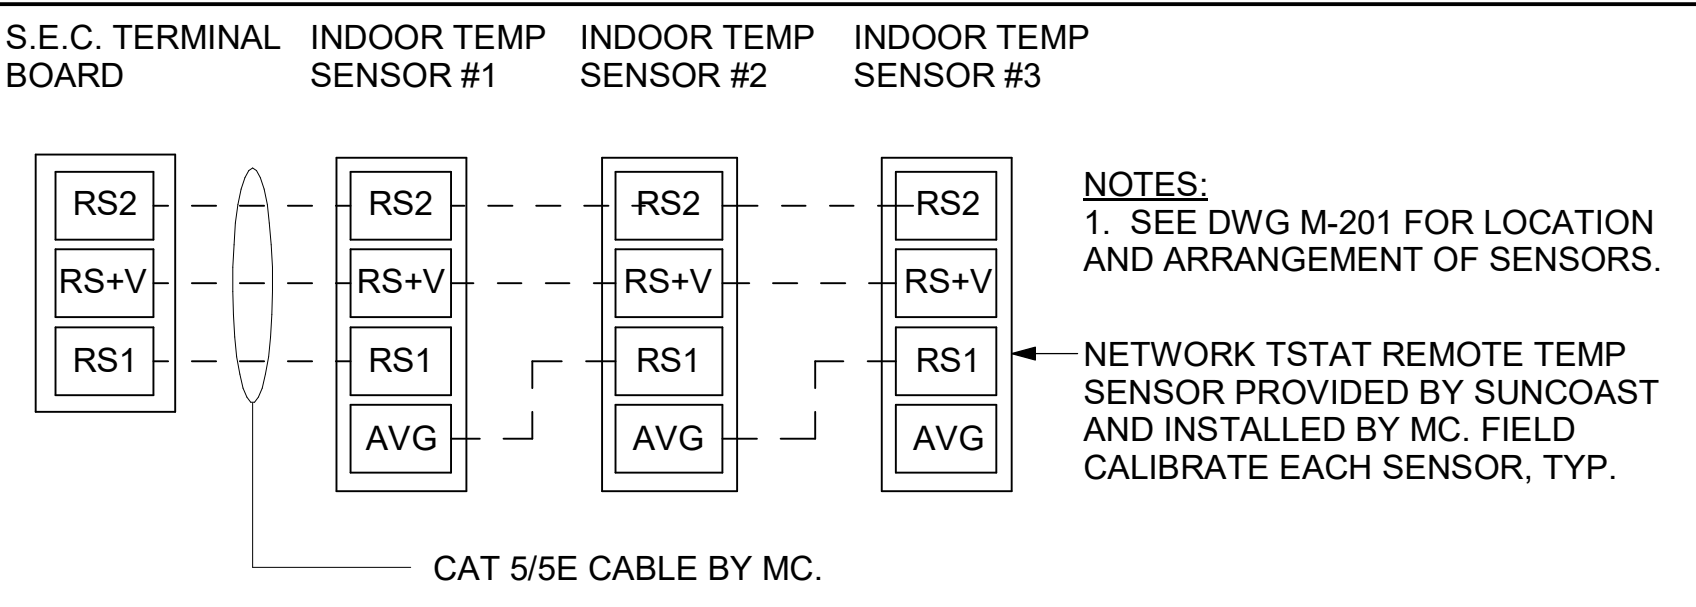 S.E.C. TERMINAL BOARD
INDOOR TEMP SENSOR #1
INDOOR TEMP SENSOR #2
INDOOR TEMP SENSOR #3
RS2
RS+V
RS1
RS2
RS+V
RS1
AVG
RS2
RS+V
RS1
AVG
RS2
RS+V
RS1
AVG
NOTES:
1. SEE DWG M-201 FOR LOCATION
AND ARRANGEMENT OF SENSORS.
NETWORK TSTAT REMOTE TEMP
SENSOR PROVIDED BY SUNCOAST
AND INSTALLED BY MC. FIELD
CALIBRATE EACH SENSOR, TYP.
CAT 5/5E CABLE BY MC.